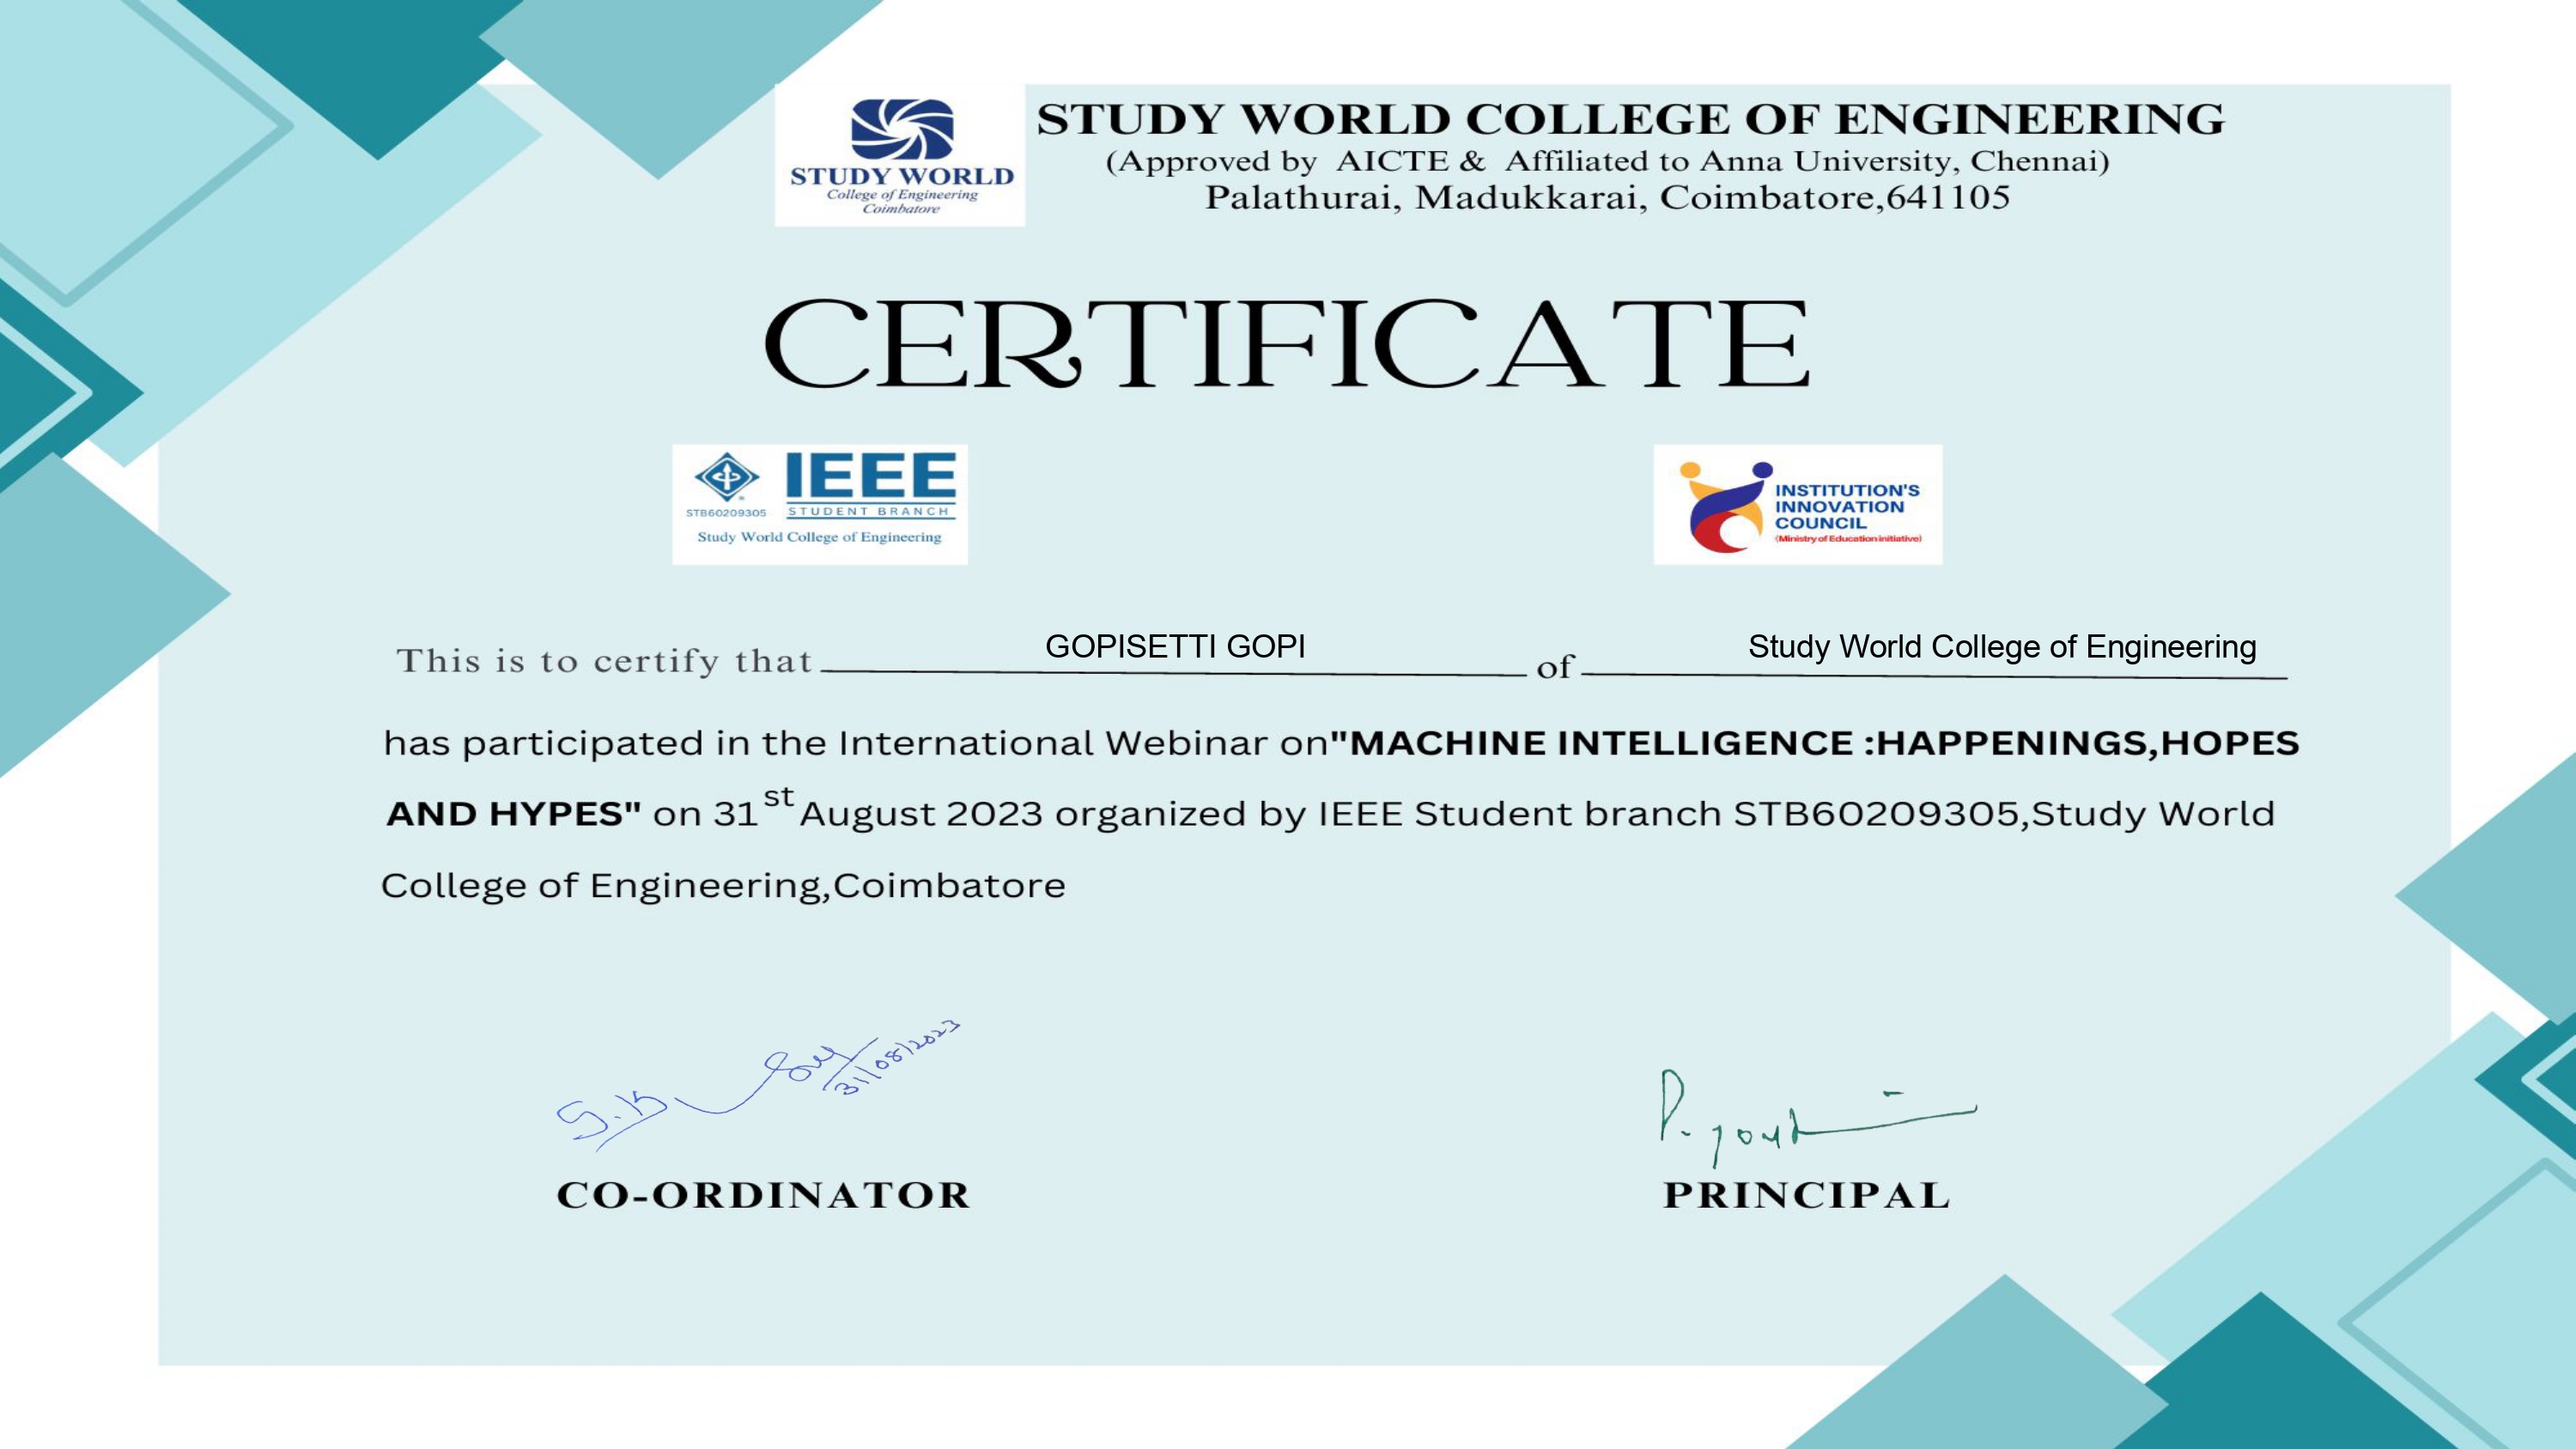 STUDY WORLD
College of Engineering
Coimbatore
STUDY WORLD COLLEGE OF ENGINEERING
(Approved by AICTE & Affiliated to Anna University, Chennai)
Palathurai, Madukkarai, Coimbatore,641105
CERTIFICATE
IEEE
STB60209305 STUDENT BRANCH
Study World College of Engineering
INSTITUTION'S
INNOVATION
COUNCIL
(Ministry of Education initiative)
This is to certify that GOPISETTI GOPI of Study World College of Engineering
has participated in the International Webinar on"MACHINE INTELLIGENCE :HAPPENINGS,HOPES
AND HYPES" on 31st August 2023 organized by IEEE Student branch STB60209305,Study World
College of Engineering,Coimbatore
31/08/2023
CO-ORDINATOR
PRINCIPAL